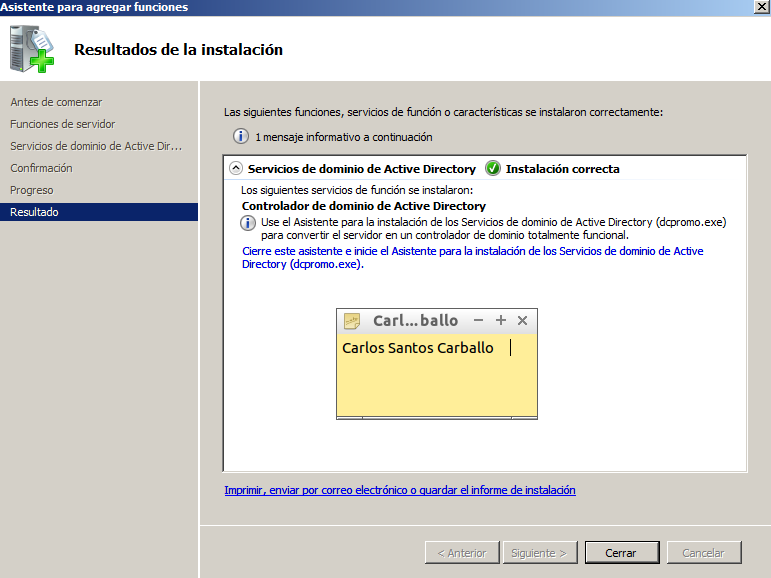 Asistente para agregar funciones
Resultados de la instalación
Antes de comenzar
Funciones de servidor
Servicios de dominio de Active Dir...
Confirmación
Progreso
Resultado
Las siguientes funciones, servicios de función o características se instalaron correctamente:
1 mensaje informativo a continuación
Servicios de dominio de Active Directory Instalación correcta
Los siguientes servicios de función se instalaron:
Controlador de dominio de Active Directory
Use el Asistente para la instalación de los Servicios de dominio de Active Directory (dcpromo.exe)
para convertir el servidor en un controlador de dominio totalmente funcional.
Cierre este asistente e inicie el Asistente para la instalación de los Servicios de dominio de Active
Directory (dcpromo.exe).
Carl...ballo
Carlos Santos Carballo
Imprimir, enviar por correo electrónico o guardar el informe de instalación
< Anterior Siguiente > Cerrar Cancelar